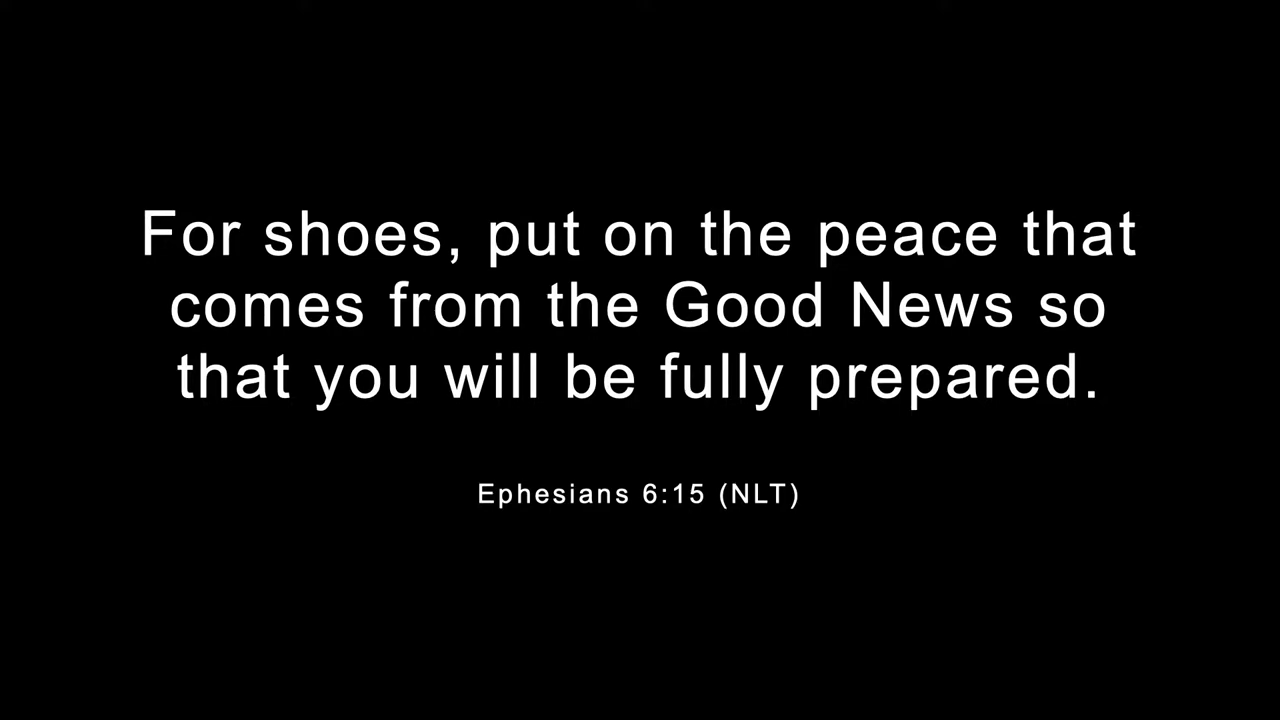 For shoes, put on the peace that
comes from the Good News so
that you will be fully prepared.
Ephesians 6:15 (NLT)